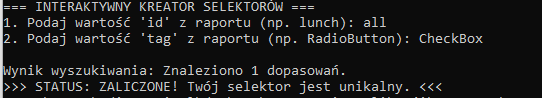 === INTERAKTYWNY KREATOR SELEKTORÓW ===
1. Podaj wartość 'id' z raportu (np. lunch): all
2. Podaj wartość 'tag' z raportu (np. RadioButton): CheckBox
Wynik wyszukiwania: Znaleziono 1 dopasowań.
>>> STATUS: ZALICZONE! Twój selektor jest unikalny. <<<